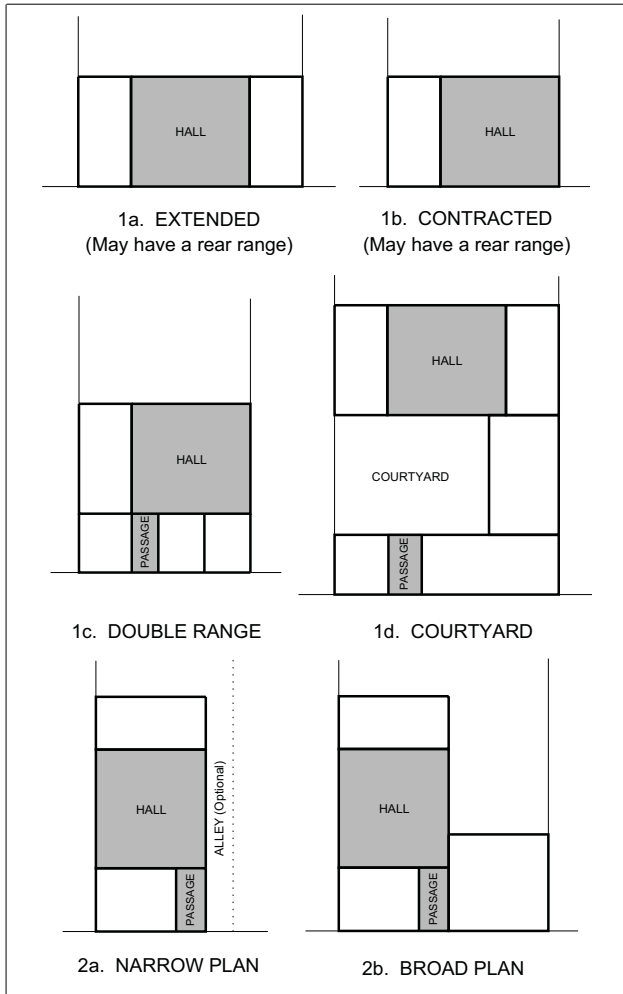 HALL
HALL
1a. EXTENDED
(May have a rear range)
1b. CONTRACTED
(May have a rear range)
HALL
PASSAGE
HALL
COURTYARD
PASSAGE
1c. DOUBLE RANGE
1d. COURTYARD
HALL
ALLEY (Optional)
PASSAGE
HALL
PASSAGE
2a. NARROW PLAN
2b. BROAD PLAN